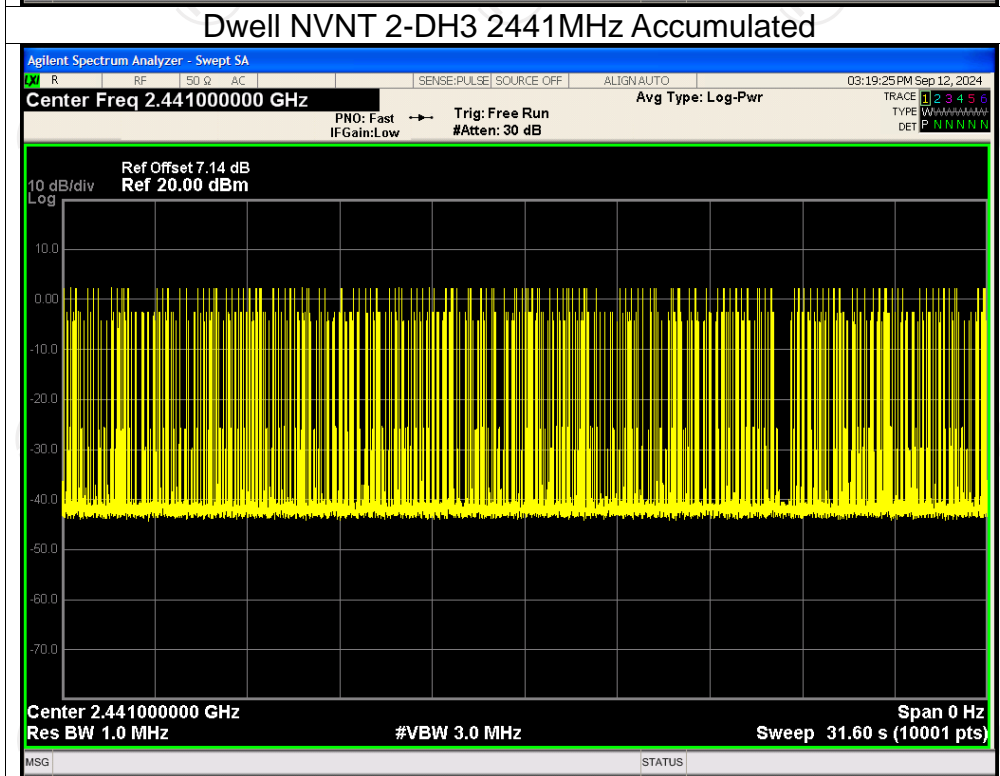 Dwell NVNT 2-DH3 2441MHz Accumulated
Agilent Spectrum Analyzer - Swept SA
LXI R RF 50 Ω AC SENSE:PULSE SOURCE OFF ALIGN AUTO 03:19:25 PM Sep 12, 2024
Center Freq 2.441000000 GHz Avg Type: Log-Pwr TRACE 1 2 3 4 5 6
PNO: Fast Trig: Free Run TYPE WWWWWW
IFGain:Low #Atten: 30 dB DET P N N N N N
Ref Offset 7.14 dB
10 dB/div Ref 20.00 dBm
Log
10.0
0.00
-10.0
-20.0
-30.0
-40.0
-50.0
-60.0
-70.0
Center 2.441000000 GHz Span 0 Hz
Res BW 1.0 MHz #VBW 3.0 MHz Sweep 31.60 s (10001 pts)
MSG STATUS